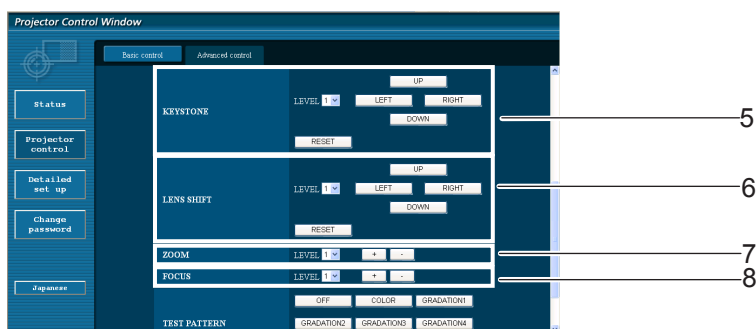 Projector Control Window
Basic control Advanced control
Status
Projector control
Detailed set up
Change password
Japanese
KEYSTONE
LEVEL 1
UP
LEFT RIGHT
DOWN
RESET
5
LENS SHIFT
LEVEL 1
UP
LEFT RIGHT
DOWN
RESET
6
ZOOM LEVEL 1 + -
7
FOCUS LEVEL 1 + -
8
TEST PATTERN
OFF COLOR GRADATION1
GRADATION2 GRADATION3 GRADATION4